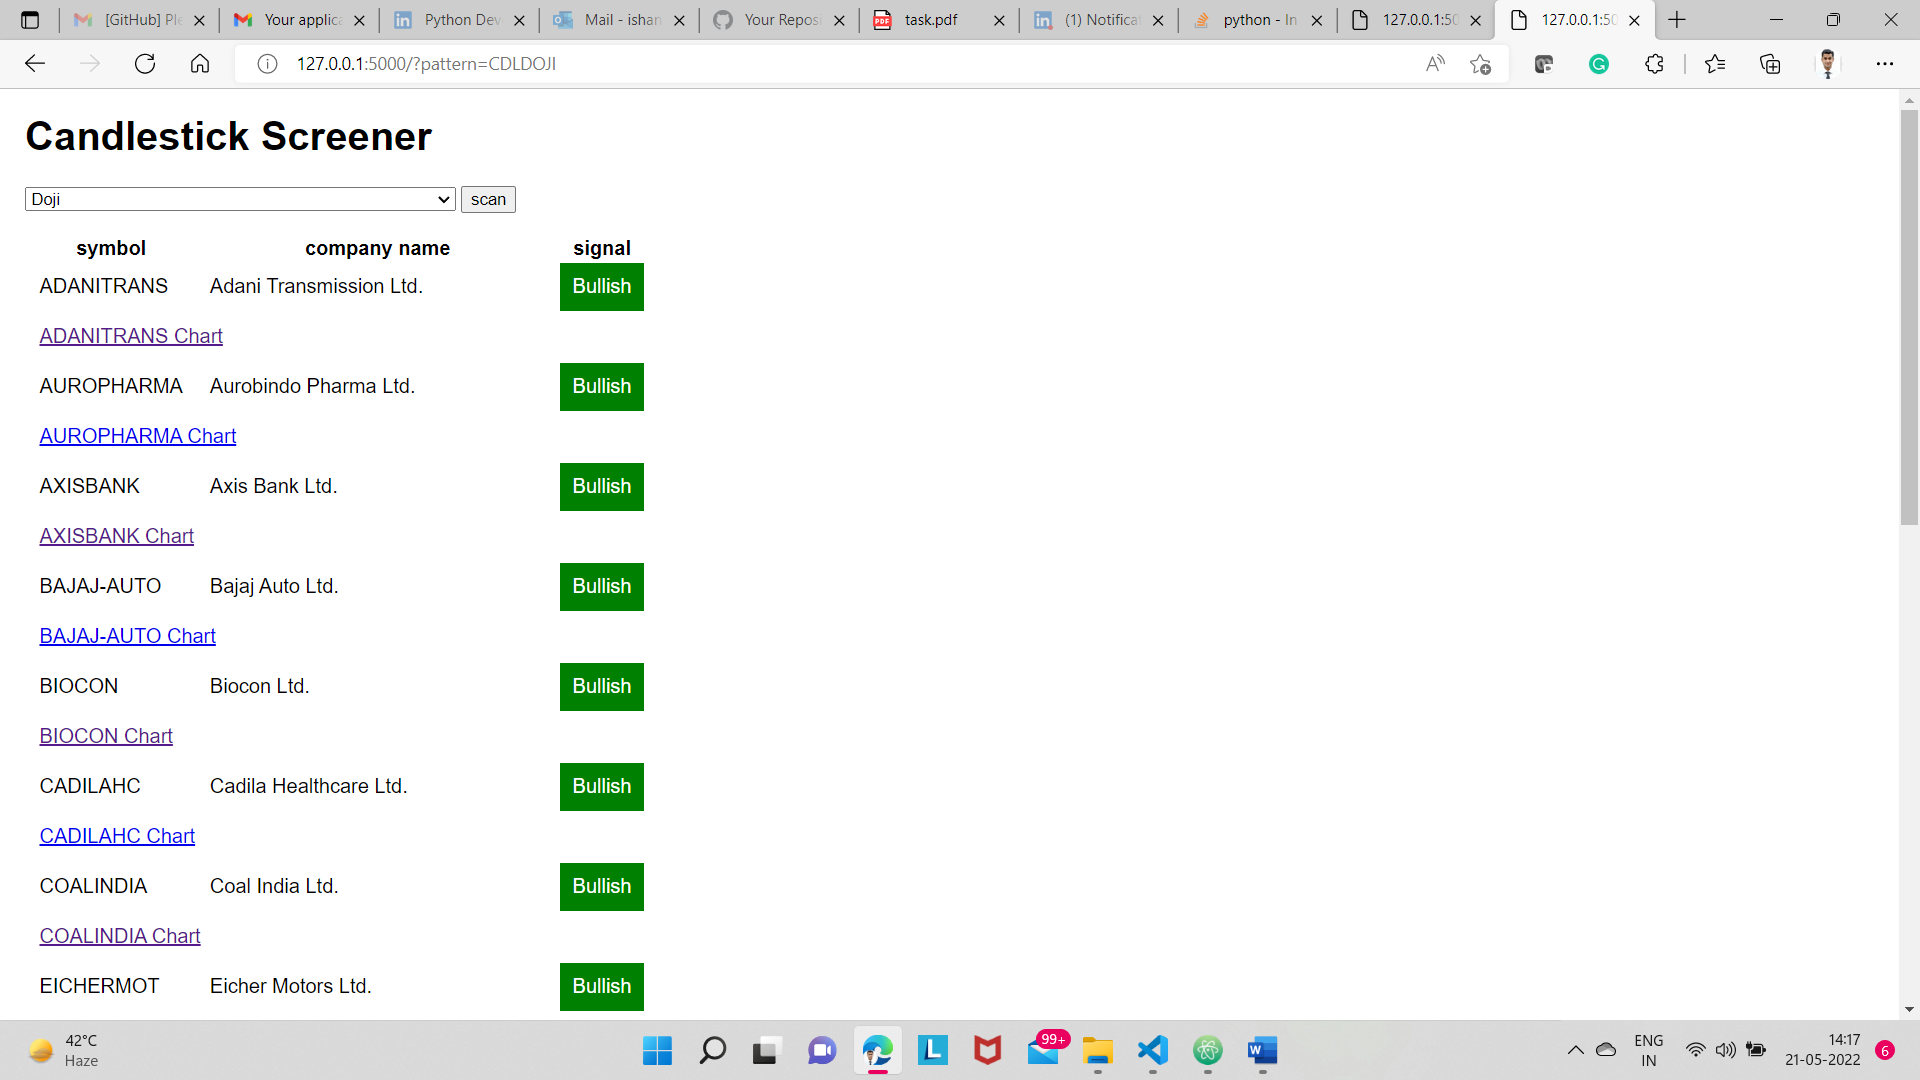 [GitHub] Ple
Your applica
Python Dev
Mail - ishan
Your Reposi
task.pdf
(1) Notificat
python - In
127.0.0.1:50
127.0.0.1:50
127.0.0.1:5000/?pattern=CDLDOJI
Candlestick Screener
Doji scan
symbol company name signal
ADANITRANS Adani Transmission Ltd. Bullish
ADANITRANS Chart
AUROPHARMA Aurobindo Pharma Ltd. Bullish
AUROPHARMA Chart
AXISBANK Axis Bank Ltd. Bullish
AXISBANK Chart
BAJAJ-AUTO Bajaj Auto Ltd. Bullish
BAJAJ-AUTO Chart
BIOCON Biocon Ltd. Bullish
BIOCON Chart
CADILAHC Cadila Healthcare Ltd. Bullish
CADILAHC Chart
COALINDIA Coal India Ltd. Bullish
COALINDIA Chart
EICHERMOT Eicher Motors Ltd. Bullish
42°C
Haze
99+
ENG
IN
14:17
21-05-2022
6